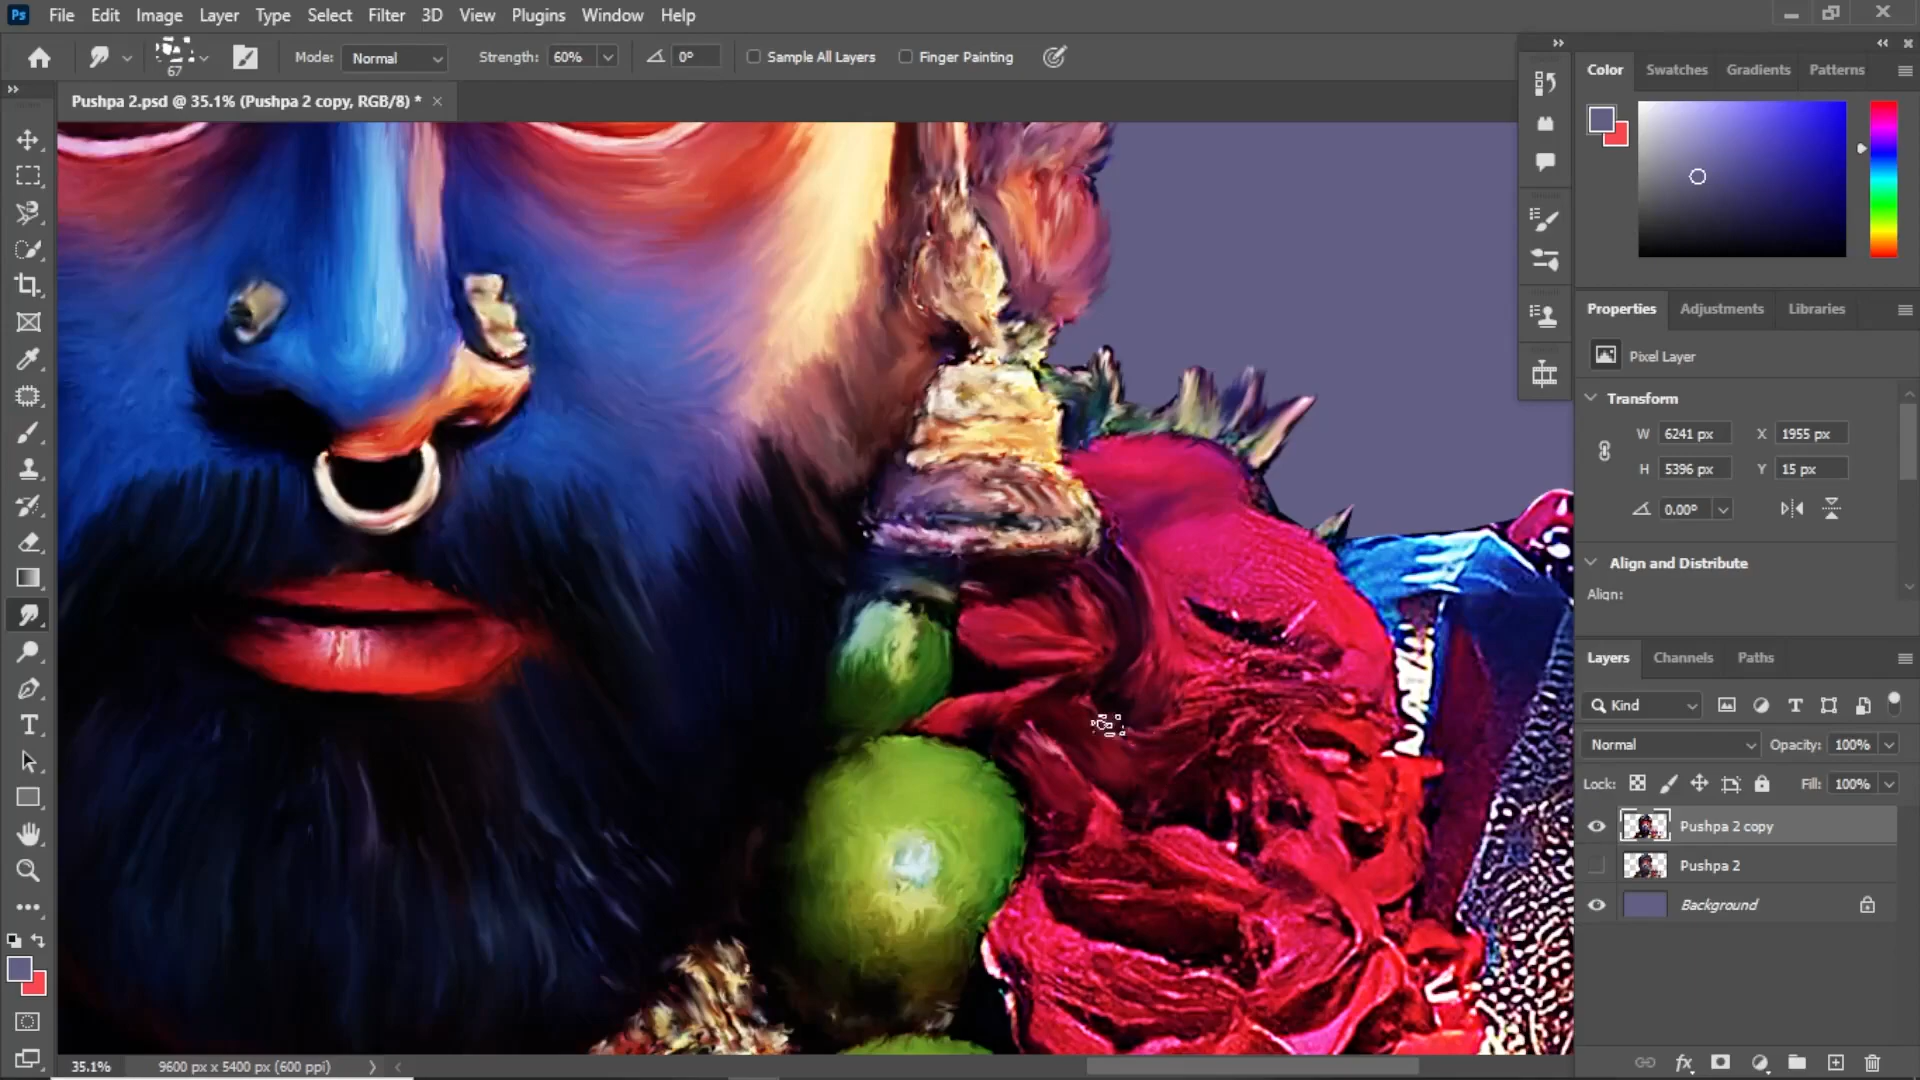 Ps File Edit Image Layer Type Select Filter 3D View Plugins Window Help
67 Mode: Normal Strength: 60% 0° Sample All Layers Finger Painting
Pushpa 2.psd @ 35.1% (Pushpa 2 copy, RGB/8) * ×
Color Swatches Gradients Patterns
Properties Adjustments Libraries
Pixel Layer
Transform
W 6241 px X 1955 px
H 5396 px Y 15 px
0.00°
Align and Distribute
Align:
Layers Channels Paths
Kind
Normal Opacity: 100%
Lock: Fill: 100%
Pushpa 2 copy
Pushpa 2
Background
35.1% 9600 px x 5400 px (600 ppi)